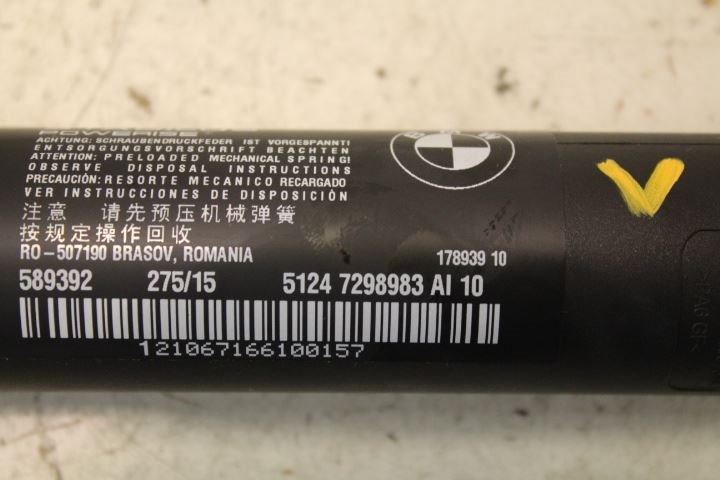 POWERISE
ACHTUNG: SCHRAUBENDRUCKFEDER IST VORGESPANNT!
ENTSORGUNGSVORSCHRIFT BEACHTEN
ATTENTION: PRELOADED MECHANICAL SPRING!
OBSERVE DISPOSAL INSTRUCTIONS
PRECAUCIÓN: RESORTE MECANICO RECARGADO
VER INSTRUCCIONES DE DISPOSICIÓN
注意 请先预压机械弹簧
按规定操作回收
RO-507190 BRASOV, ROMANIA 178939 10
589392 275/15 5124 7298983 AI 10
121067166100157
BMW
V